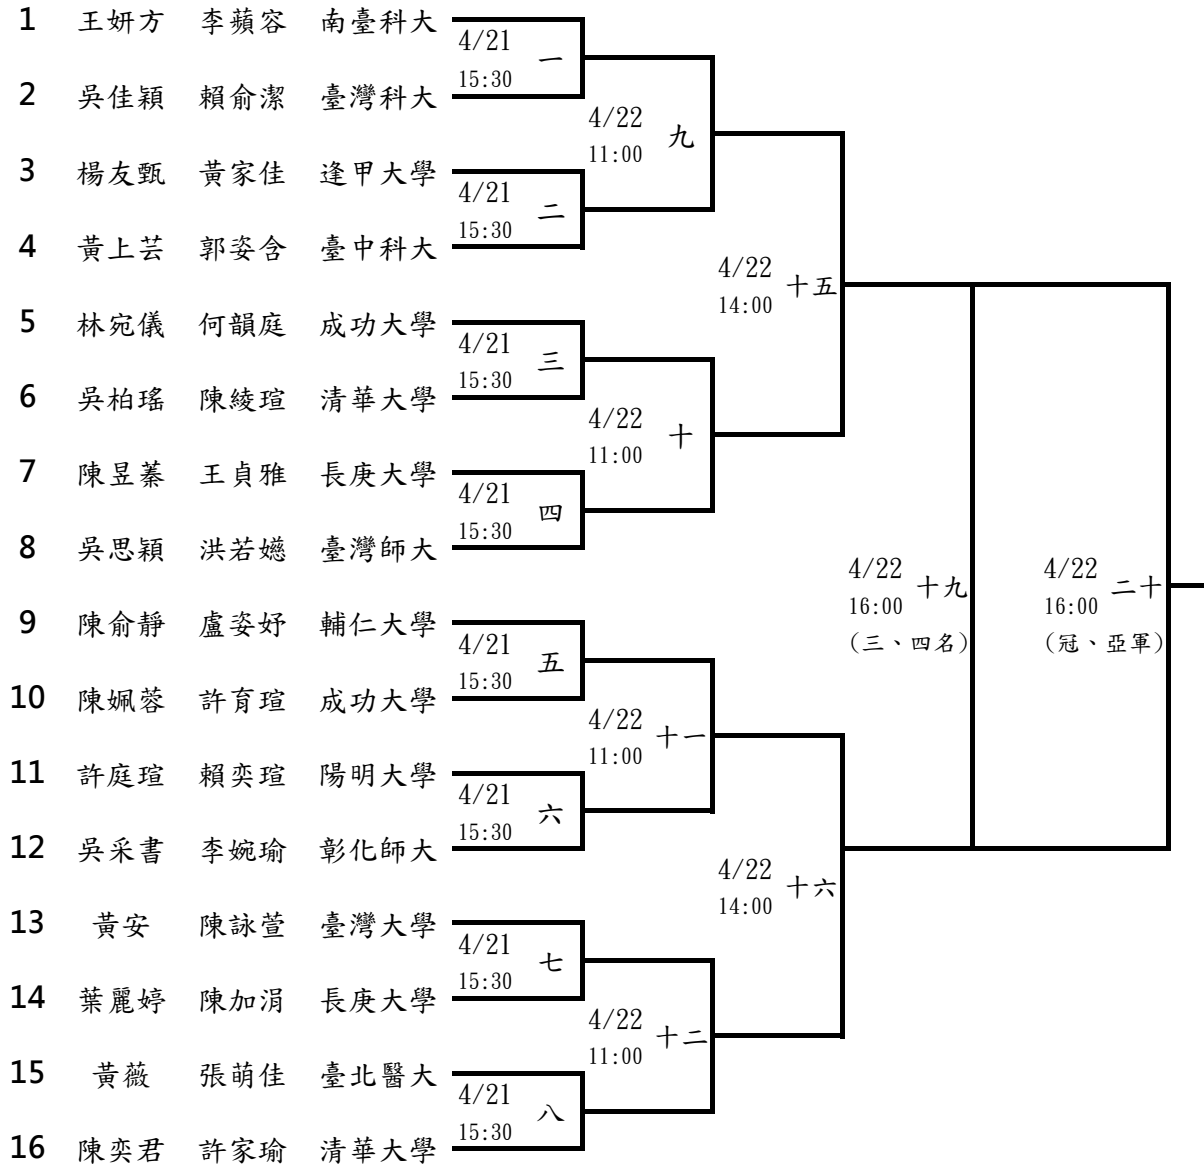 1 王妍方 李蘋容 南臺科大
4/21
15:30 一
2 吳佳穎 賴俞潔 臺灣科大
4/22
11:00 九
3 楊友甄 黃家佳 逢甲大學
4/21
15:30 二
4 黃上芸 郭姿含 臺中科大
4/22
14:00 十五
5 林宛儀 何韻庭 成功大學
4/21
15:30 三
6 吳柏瑤 陳綾瑄 清華大學
4/22
11:00 十
7 陳昱蓁 王貞雅 長庚大學
4/21
15:30 四
8 吳思穎 洪若嬨 臺灣師大
4/22
16:00 十九
(三、四名)
4/22
16:00 二十
(冠、亞軍)
9 陳俞靜 盧姿妤 輔仁大學
4/21
15:30 五
10 陳姵蓉 許育瑄 成功大學
4/22
11:00 十一
11 許庭瑄 賴奕瑄 陽明大學
4/21
15:30 六
12 吳采書 李婉瑜 彰化師大
4/22
14:00 十六
13 黃安 陳詠萱 臺灣大學
4/21
15:30 七
14 葉麗婷 陳加涓 長庚大學
4/22
11:00 十二
15 黃薇 張萌佳 臺北醫大
4/21
15:30 八
16 陳奕君 許家瑜 清華大學